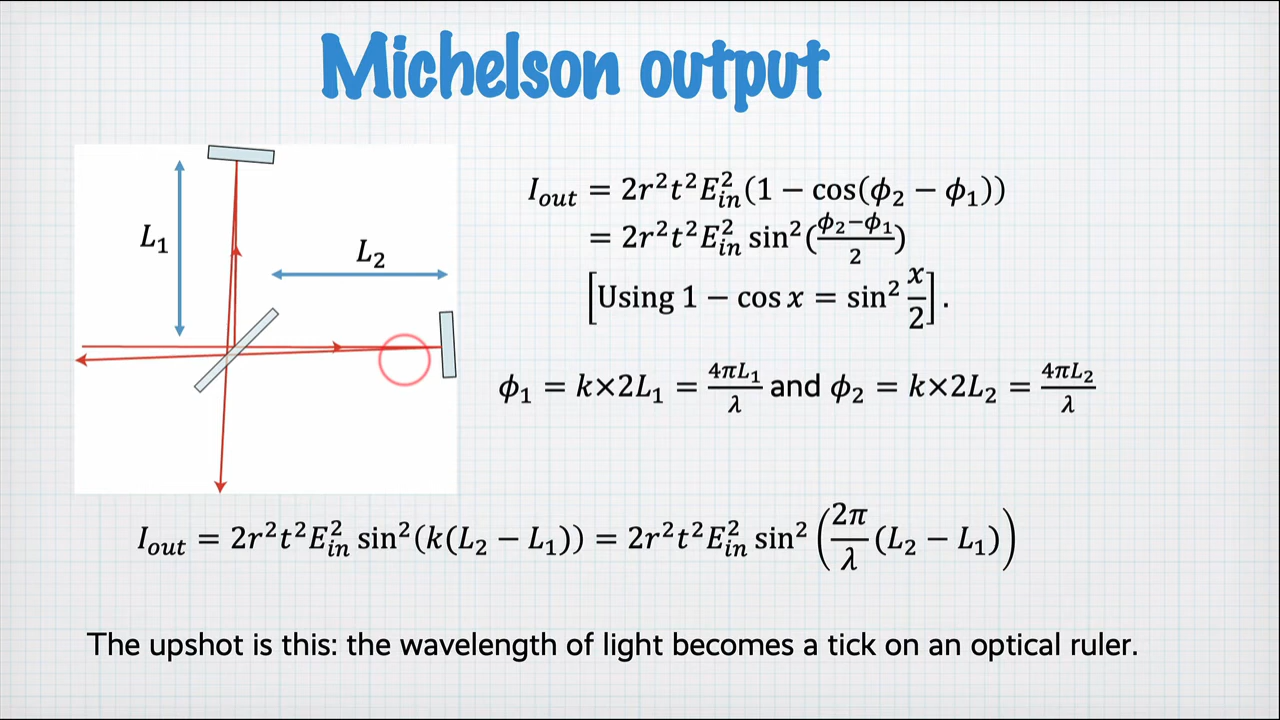 Michelson output
L₁
L₂
I_out = 2r²t²E²_in(1 − cos(ϕ₂ − ϕ₁))
= 2r²t²E²_in sin²((ϕ₂−ϕ₁)/2)
[Using 1 − cos x = sin² x/2].
ϕ₁ = k×2L₁ = 4πL₁/λ and ϕ₂ = k×2L₂ = 4πL₂/λ
I_out = 2r²t²E²_in sin²(k(L₂ − L₁)) = 2r²t²E²_in sin²(2π/λ (L₂ − L₁))
The upshot is this: the wavelength of light becomes a tick on an optical ruler.